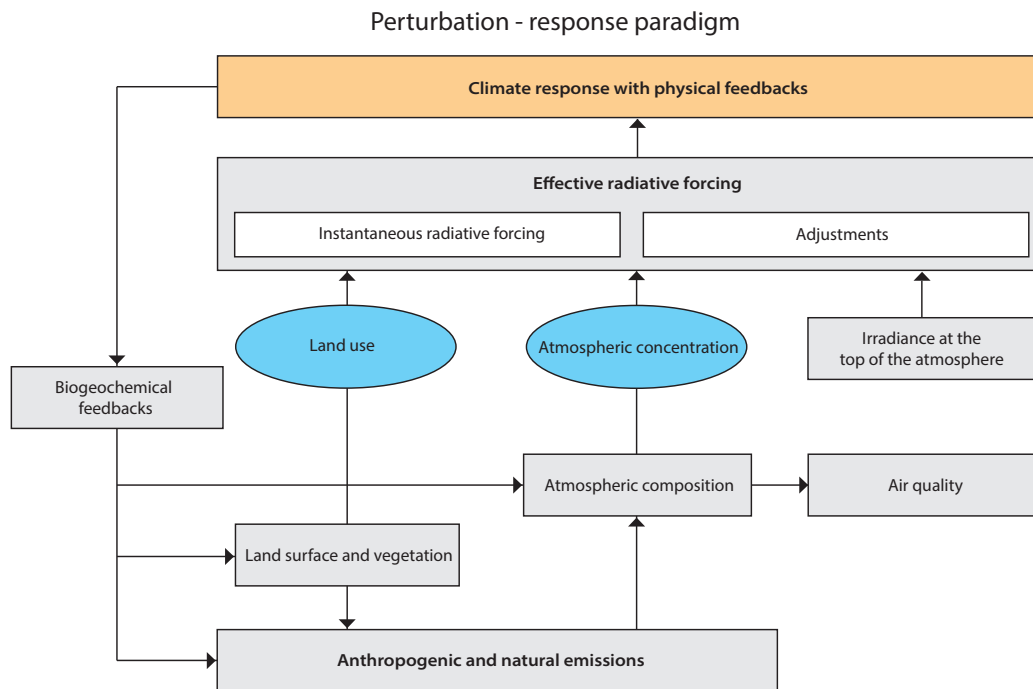 Perturbation - response paradigm
Climate response with physical feedbacks
Effective radiative forcing
Instantaneous radiative forcing
Adjustments
Land use
Atmospheric concentration
Irradiance at the
top of the atmosphere
Biogeochemical
feedbacks
Atmospheric composition
Air quality
Land surface and vegetation
Anthropogenic and natural emissions